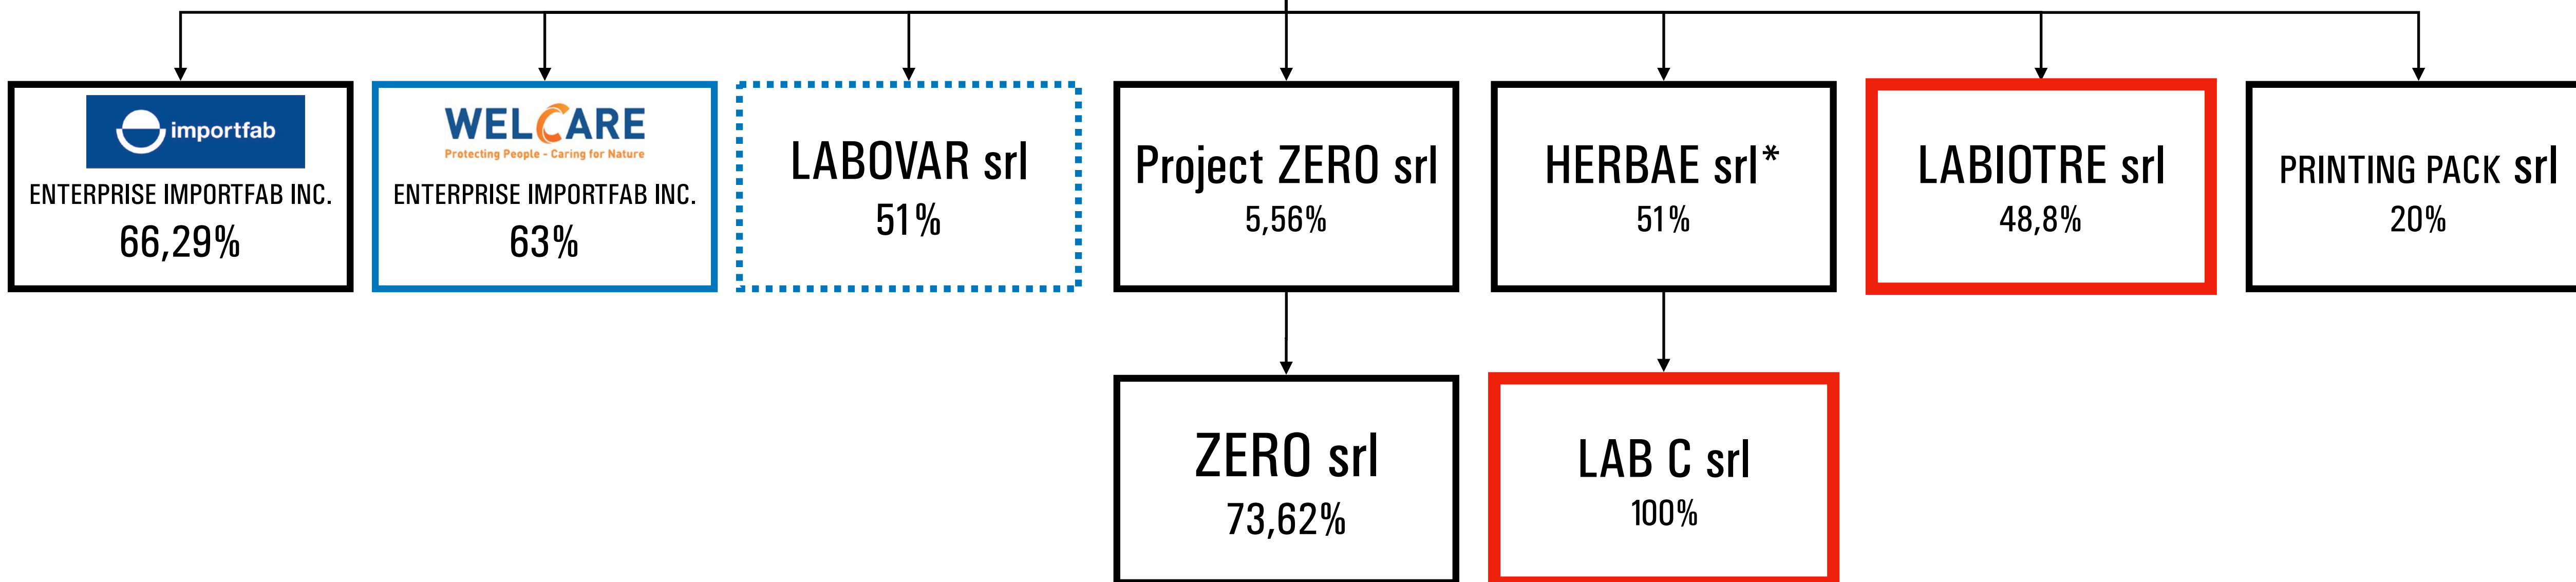 importfab
ENTERPRISE IMPORTFAB INC.
66,29%
WELCARE
Protecting People - Caring for Nature
ENTERPRISE IMPORTFAB INC.
63%
LABOVAR srl
51%
Project ZERO srl
5,56%
HERBAE srl*
51%
LABIOTRE srl
48,8%
PRINTING PACK srl
20%
ZERO srl
73,62%
LAB C srl
100%